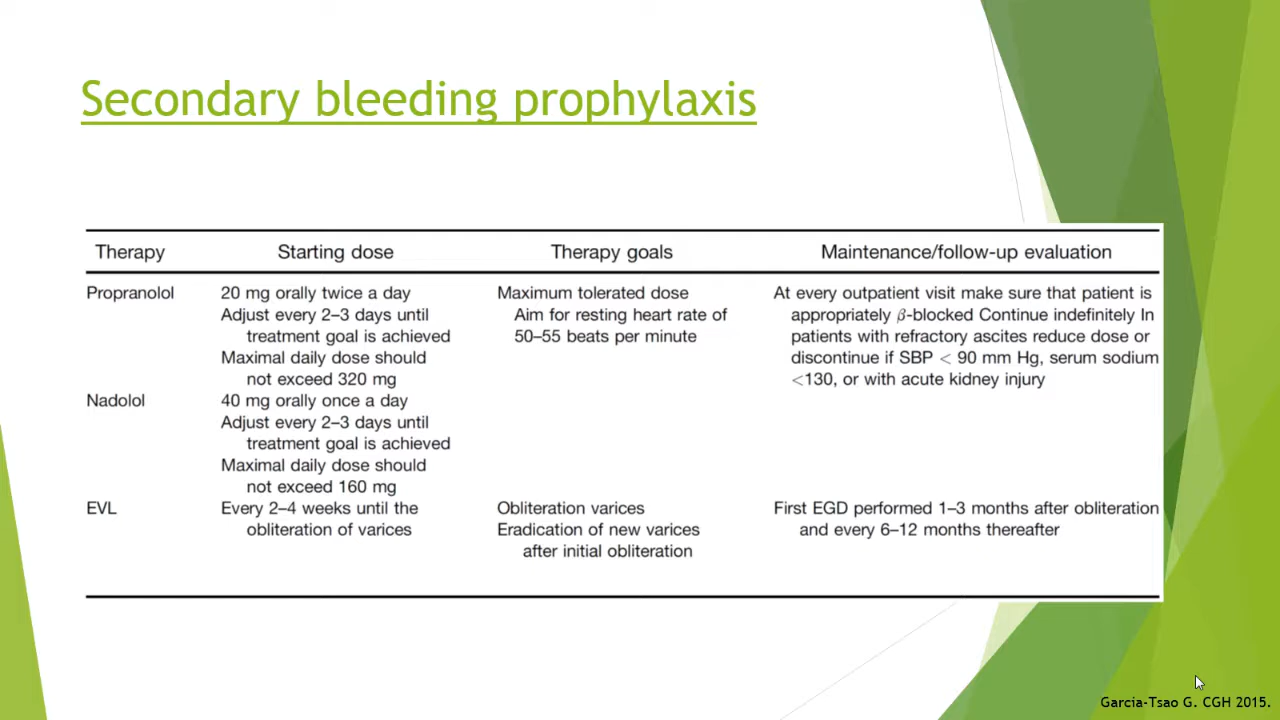 Secondary bleeding prophylaxis
Therapy Starting dose Therapy goals Maintenance/follow-up evaluation
Propranolol 20 mg orally twice a day Maximum tolerated dose At every outpatient visit make sure that patient is
Adjust every 2–3 days until Aim for resting heart rate of appropriately β-blocked Continue indefinitely In
treatment goal is achieved 50–55 beats per minute patients with refractory ascites reduce dose or
Maximal daily dose should discontinue if SBP < 90 mm Hg, serum sodium
not exceed 320 mg <130, or with acute kidney injury
Nadolol 40 mg orally once a day
Adjust every 2–3 days until
treatment goal is achieved
Maximal daily dose should
not exceed 160 mg
EVL Every 2–4 weeks until the Obliteration varices First EGD performed 1–3 months after obliteration
obliteration of varices Eradication of new varices and every 6–12 months thereafter
after initial obliteration
Garcia-Tsao G. CGH 2015.